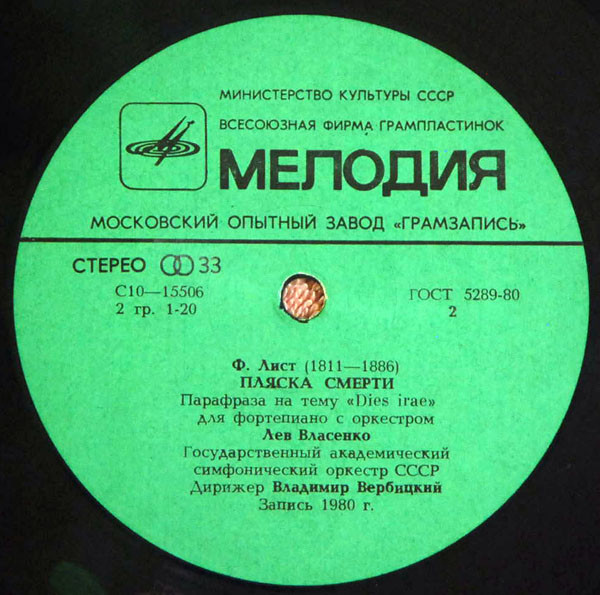 МИНИСТЕРСТВО КУЛЬТУРЫ СССР
ВСЕСОЮЗНАЯ ФИРМА ГРАМПЛАСТИНОК
МЕЛОДИЯ
МОСКОВСКИЙ ОПЫТНЫЙ ЗАВОД «ГРАМЗАПИСЬ»
СТЕРЕО 33
С10—15506
2 гр. 1-20
ГОСТ 5289-80
2
Ф. Лист (1811—1886)
ПЛЯСКА СМЕРТИ
Парафраза на тему «Dies irae»
для фортепиано с оркестром
Лев Власенко
Государственный академический
симфонический оркестр СССР
Дирижер Владимир Вербицкий
Запись 1980 г.